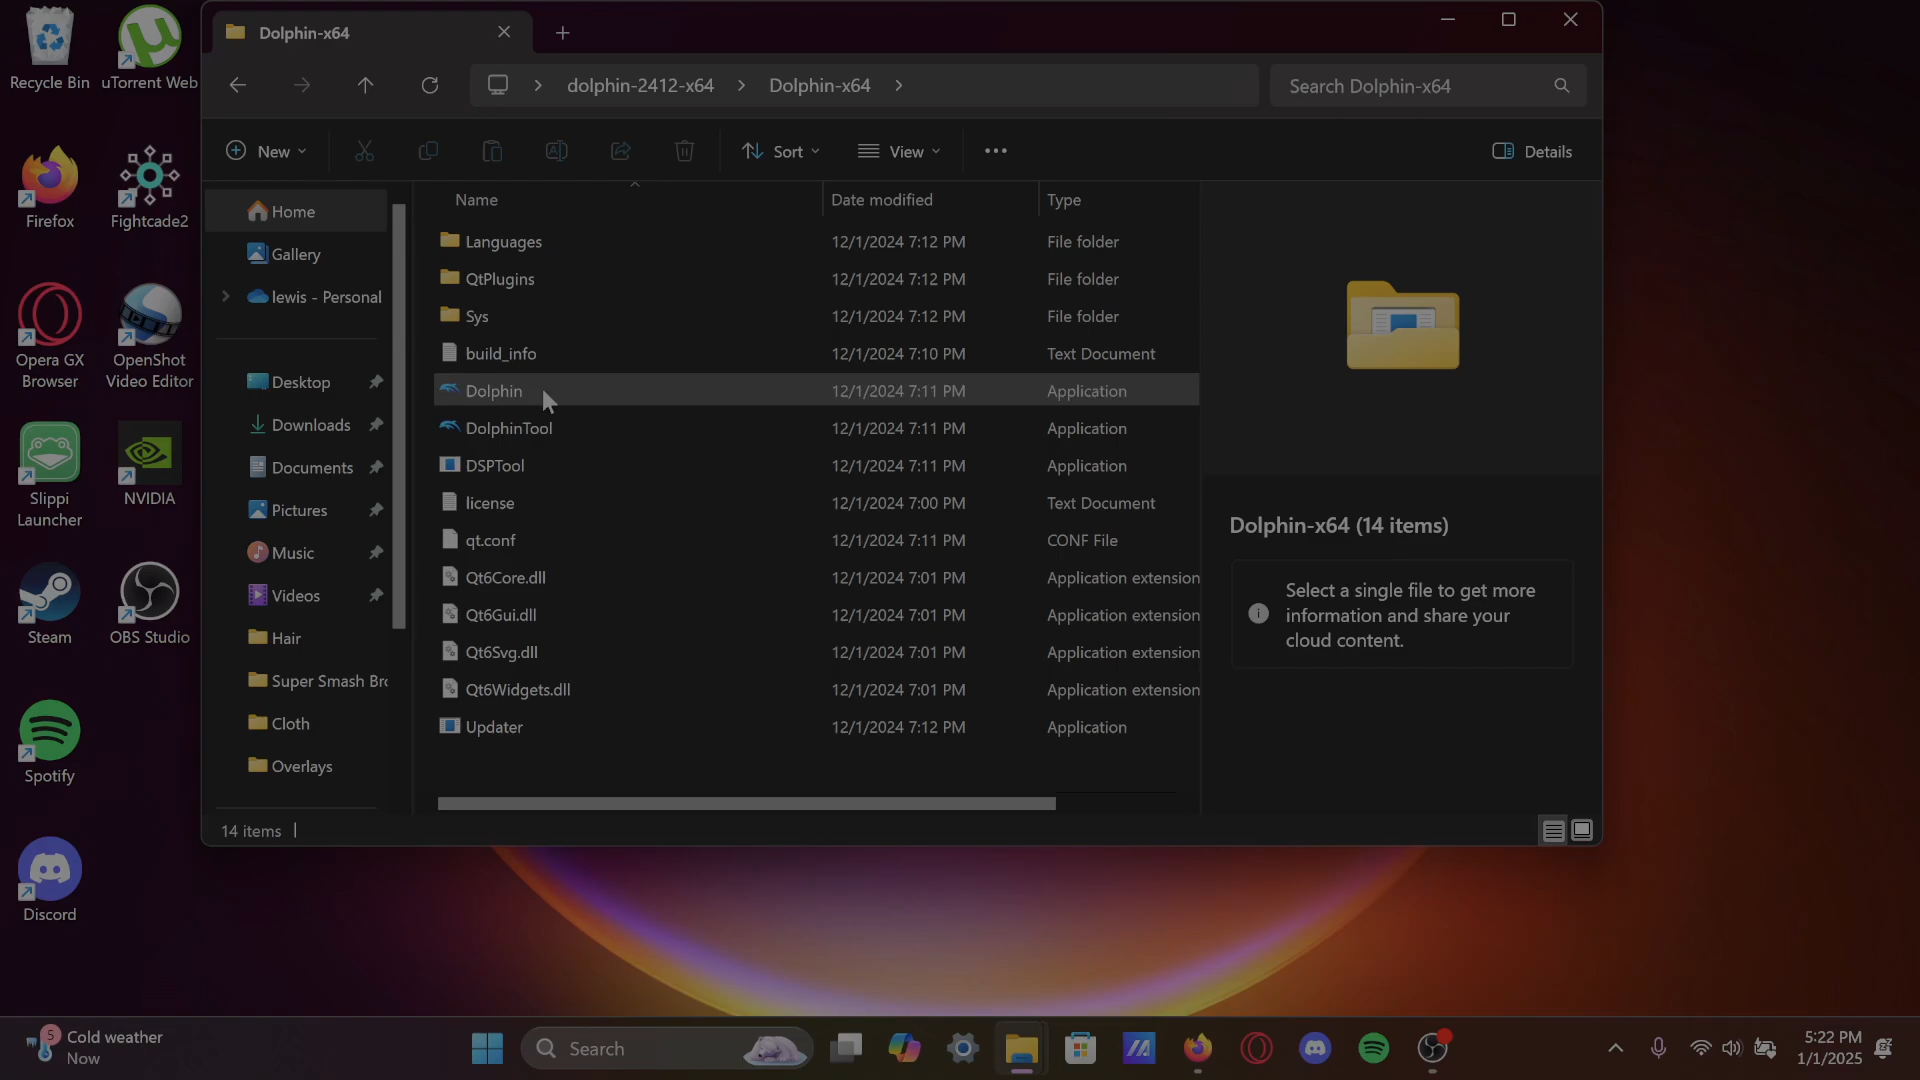 Recycle Bin
uTorrent Web
Firefox
Fightcade2
Opera GX
Browser
OpenShot
Video Editor
Slippi
Launcher
NVIDIA
Steam
OBS Studio
Spotify
Discord
Dolphin-x64
dolphin-2412-x64
Dolphin-x64
Search Dolphin-x64
New
Sort
View
Details
Home
Gallery
lewis - Personal
Desktop
Downloads
Documents
Pictures
Music
Videos
Hair
Super Smash Br
Cloth
Overlays
Name Date modified Type
Languages 12/1/2024 7:12 PM File folder
QtPlugins 12/1/2024 7:12 PM File folder
Sys 12/1/2024 7:12 PM File folder
build_info 12/1/2024 7:10 PM Text Document
Dolphin 12/1/2024 7:11 PM Application
DolphinTool 12/1/2024 7:11 PM Application
DSPTool 12/1/2024 7:11 PM Application
license 12/1/2024 7:00 PM Text Document
qt.conf 12/1/2024 7:11 PM CONF File
Qt6Core.dll 12/1/2024 7:01 PM Application extension
Qt6Gui.dll 12/1/2024 7:01 PM Application extension
Qt6Svg.dll 12/1/2024 7:01 PM Application extension
Qt6Widgets.dll 12/1/2024 7:01 PM Application extension
Updater 12/1/2024 7:12 PM Application
Dolphin-x64 (14 items)
Select a single file to get more
information and share your
cloud content.
14 items
5
Cold weather
Now
Search
5:22 PM
1/1/2025